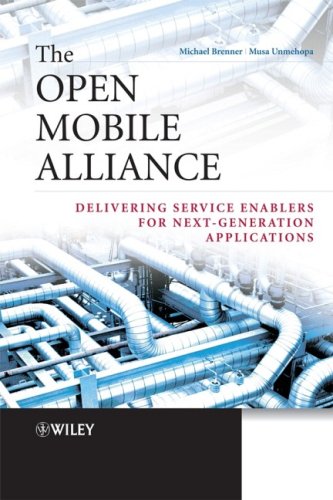 Michael Brenner | Musa Unmehopa
The
OPEN
MOBILE
ALLIANCE
DELIVERING SERVICE ENABLERS
FOR NEXT-GENERATION
APPLICATIONS
WILEY